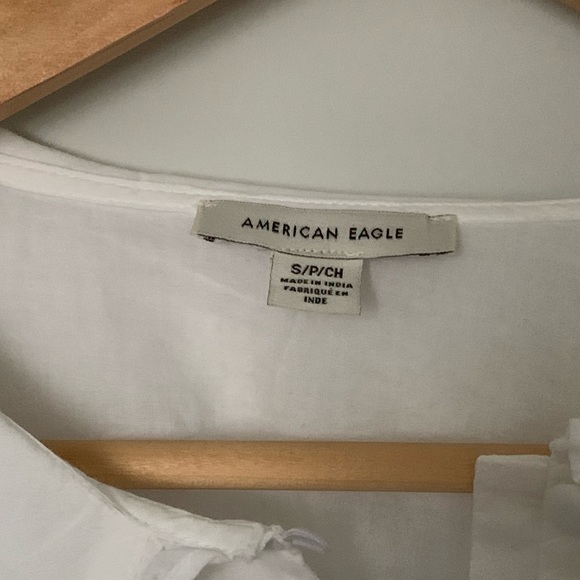 AMERICAN EAGLE
S/P/CH
MADE IN INDIA
FABRIQUÉ EN
INDE